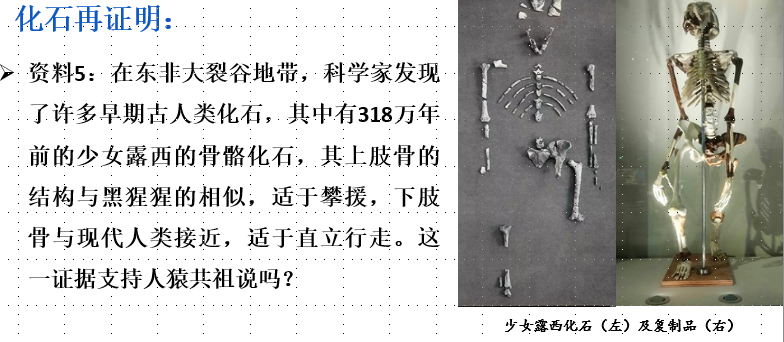 化石再证明：
➢ 资料5：在东非大裂谷地带，科学家发现
了许多早期古人类化石，其中有318万年
前的少女露西的骨骼化石，其上肢骨的
结构与黑猩猩的相似，适于攀援，下肢
骨与现代人类接近，适于直立行走。这
一证据支持人猿共祖说吗？
少女露西化石（左）及复制品（右）